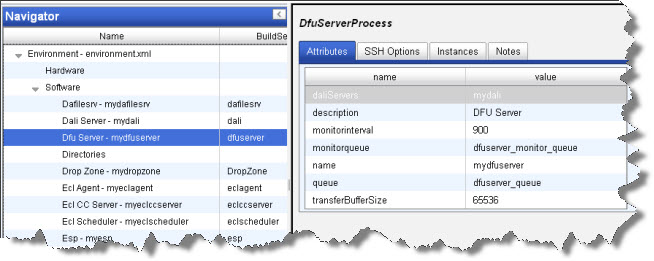 Navigator
<
Name BuildSe
Environment - environment.xml
Hardware
Software
Dafilesrv - mydafilesrv dafilesrv
Dali Server - mydali dali
Dfu Server - mydfuserver dfuserver
Directories
Drop Zone - mydropzone DropZone
Ecl Agent - myeclagent eclagent
Ecl CC Server - myeclccserver eclccserver
Ecl Scheduler - myeclscheduler eclscheduler
Esp - myesp esp
DfuServerProcess
Attributes SSH Options Instances Notes
name value
daliServers mydali
description DFU Server
monitorinterval 900
monitorqueue dfuserver_monitor_queue
name mydfuserver
queue dfuserver_queue
transferBufferSize 65536